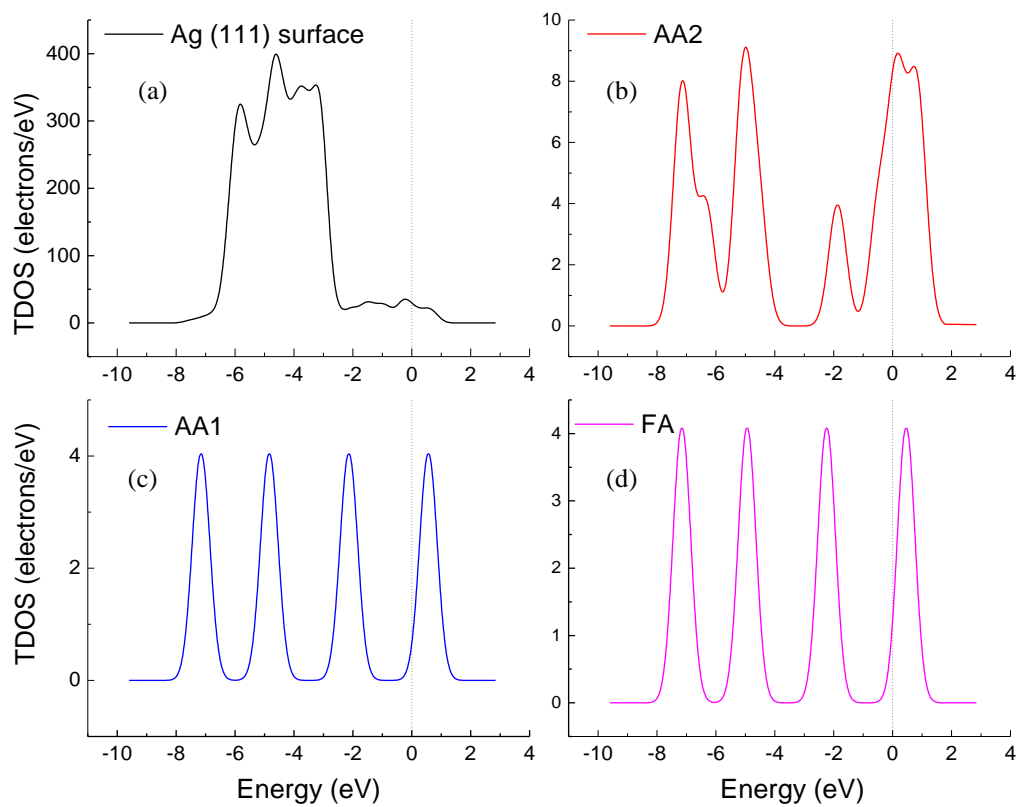 Ag (111) surface
(a)
TDOS (electrons/eV)
400
300
200
100
0
-10 -8 -6 -4 -2 0 2 4
AA2
(b)
10
8
6
4
2
0
-10 -8 -6 -4 -2 0 2 4
AA1
(c)
TDOS (electrons/eV)
4
2
0
-10 -8 -6 -4 -2 0 2 4
Energy (eV)
FA
(d)
4
3
2
1
0
-10 -8 -6 -4 -2 0 2 4
Energy (eV)